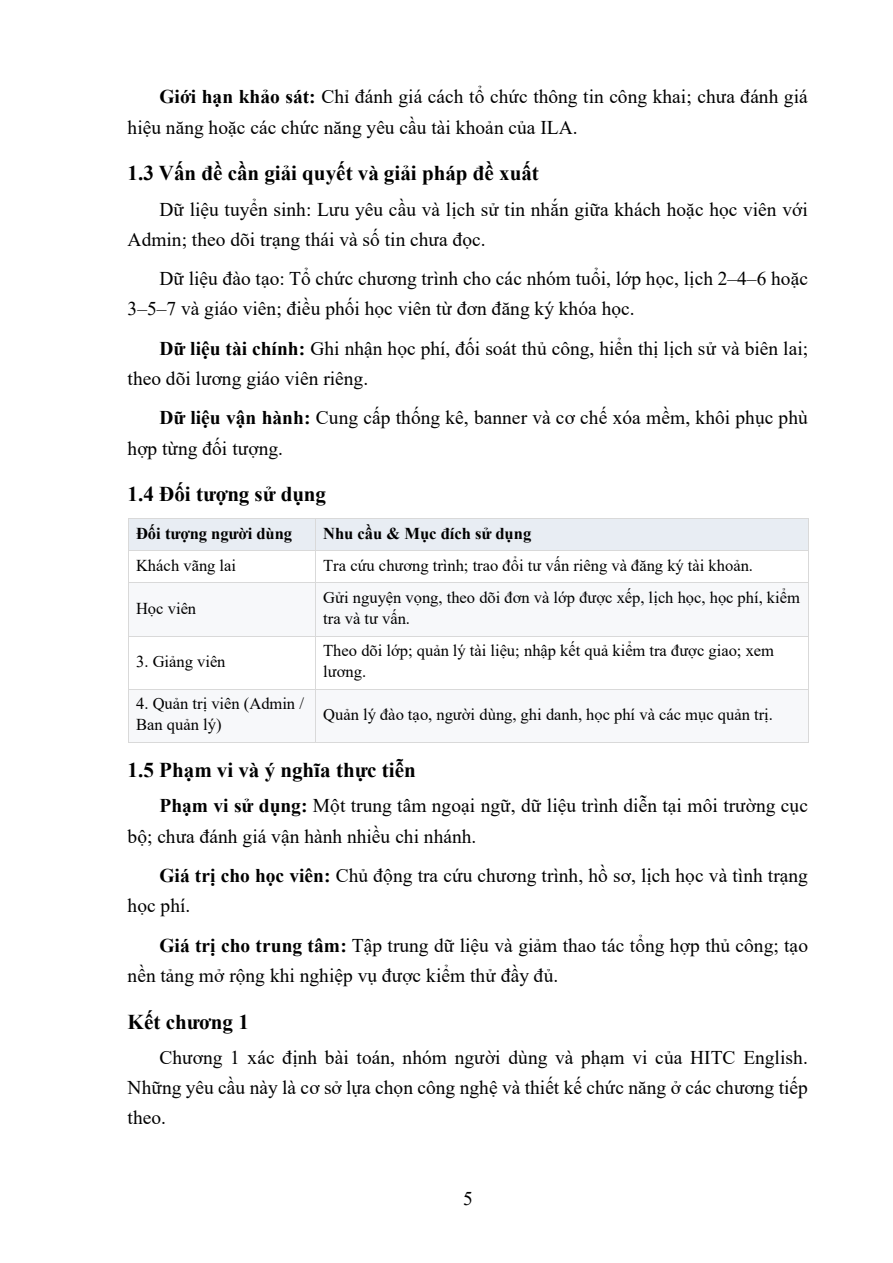 Giới hạn khảo sát: Chỉ đánh giá cách tổ chức thông tin công khai; chưa đánh giá
hiệu năng hoặc các chức năng yêu cầu tài khoản của ILA.
1.3 Vấn đề cần giải quyết và giải pháp đề xuất
Dữ liệu tuyển sinh: Lưu yêu cầu và lịch sử tin nhắn giữa khách hoặc học viên với
Admin; theo dõi trạng thái và số tin chưa đọc.
Dữ liệu đào tạo: Tổ chức chương trình cho các nhóm tuổi, lớp học, lịch 2–4–6 hoặc
3–5–7 và giáo viên; điều phối học viên từ đơn đăng ký khóa học.
Dữ liệu tài chính: Ghi nhận học phí, đối soát thủ công, hiển thị lịch sử và biên lai;
theo dõi lương giáo viên riêng.
Dữ liệu vận hành: Cung cấp thống kê, banner và cơ chế xóa mềm, khôi phục phù
hợp từng đối tượng.
1.4 Đối tượng sử dụng
Đối tượng người dùng Nhu cầu & Mục đích sử dụng
Khách vãng lai Tra cứu chương trình; trao đổi tư vấn riêng và đăng ký tài khoản.
Học viên Gửi nguyện vọng, theo dõi đơn và lớp được xếp, lịch học, học phí, kiểm
tra và tư vấn.
3. Giảng viên Theo dõi lớp; quản lý tài liệu; nhập kết quả kiểm tra được giao; xem
lương.
4. Quản trị viên (Admin /
Ban quản lý) Quản lý đào tạo, người dùng, ghi danh, học phí và các mục quản trị.
1.5 Phạm vi và ý nghĩa thực tiễn
Phạm vi sử dụng: Một trung tâm ngoại ngữ, dữ liệu trình diễn tại môi trường cục
bộ; chưa đánh giá vận hành nhiều chi nhánh.
Giá trị cho học viên: Chủ động tra cứu chương trình, hồ sơ, lịch học và tình trạng
học phí.
Giá trị cho trung tâm: Tập trung dữ liệu và giảm thao tác tổng hợp thủ công; tạo
nền tảng mở rộng khi nghiệp vụ được kiểm thử đầy đủ.
Kết chương 1
Chương 1 xác định bài toán, nhóm người dùng và phạm vi của HITC English.
Những yêu cầu này là cơ sở lựa chọn công nghệ và thiết kế chức năng ở các chương tiếp
theo.
5